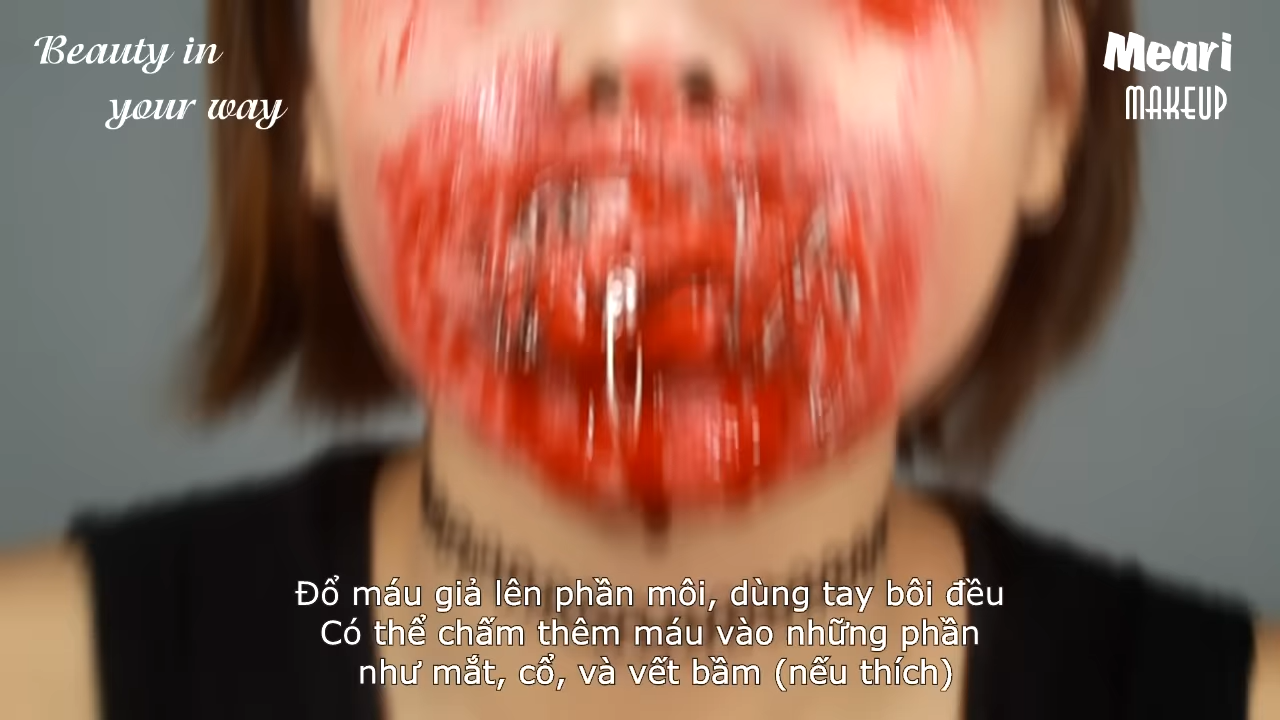 Beauty in
your way
Meari
MAKEUP
Đổ máu giả lên phần môi, dùng tay bôi đều
Có thể chấm thêm máu vào những phần
như mắt, cổ, và vết bầm (nếu thích)